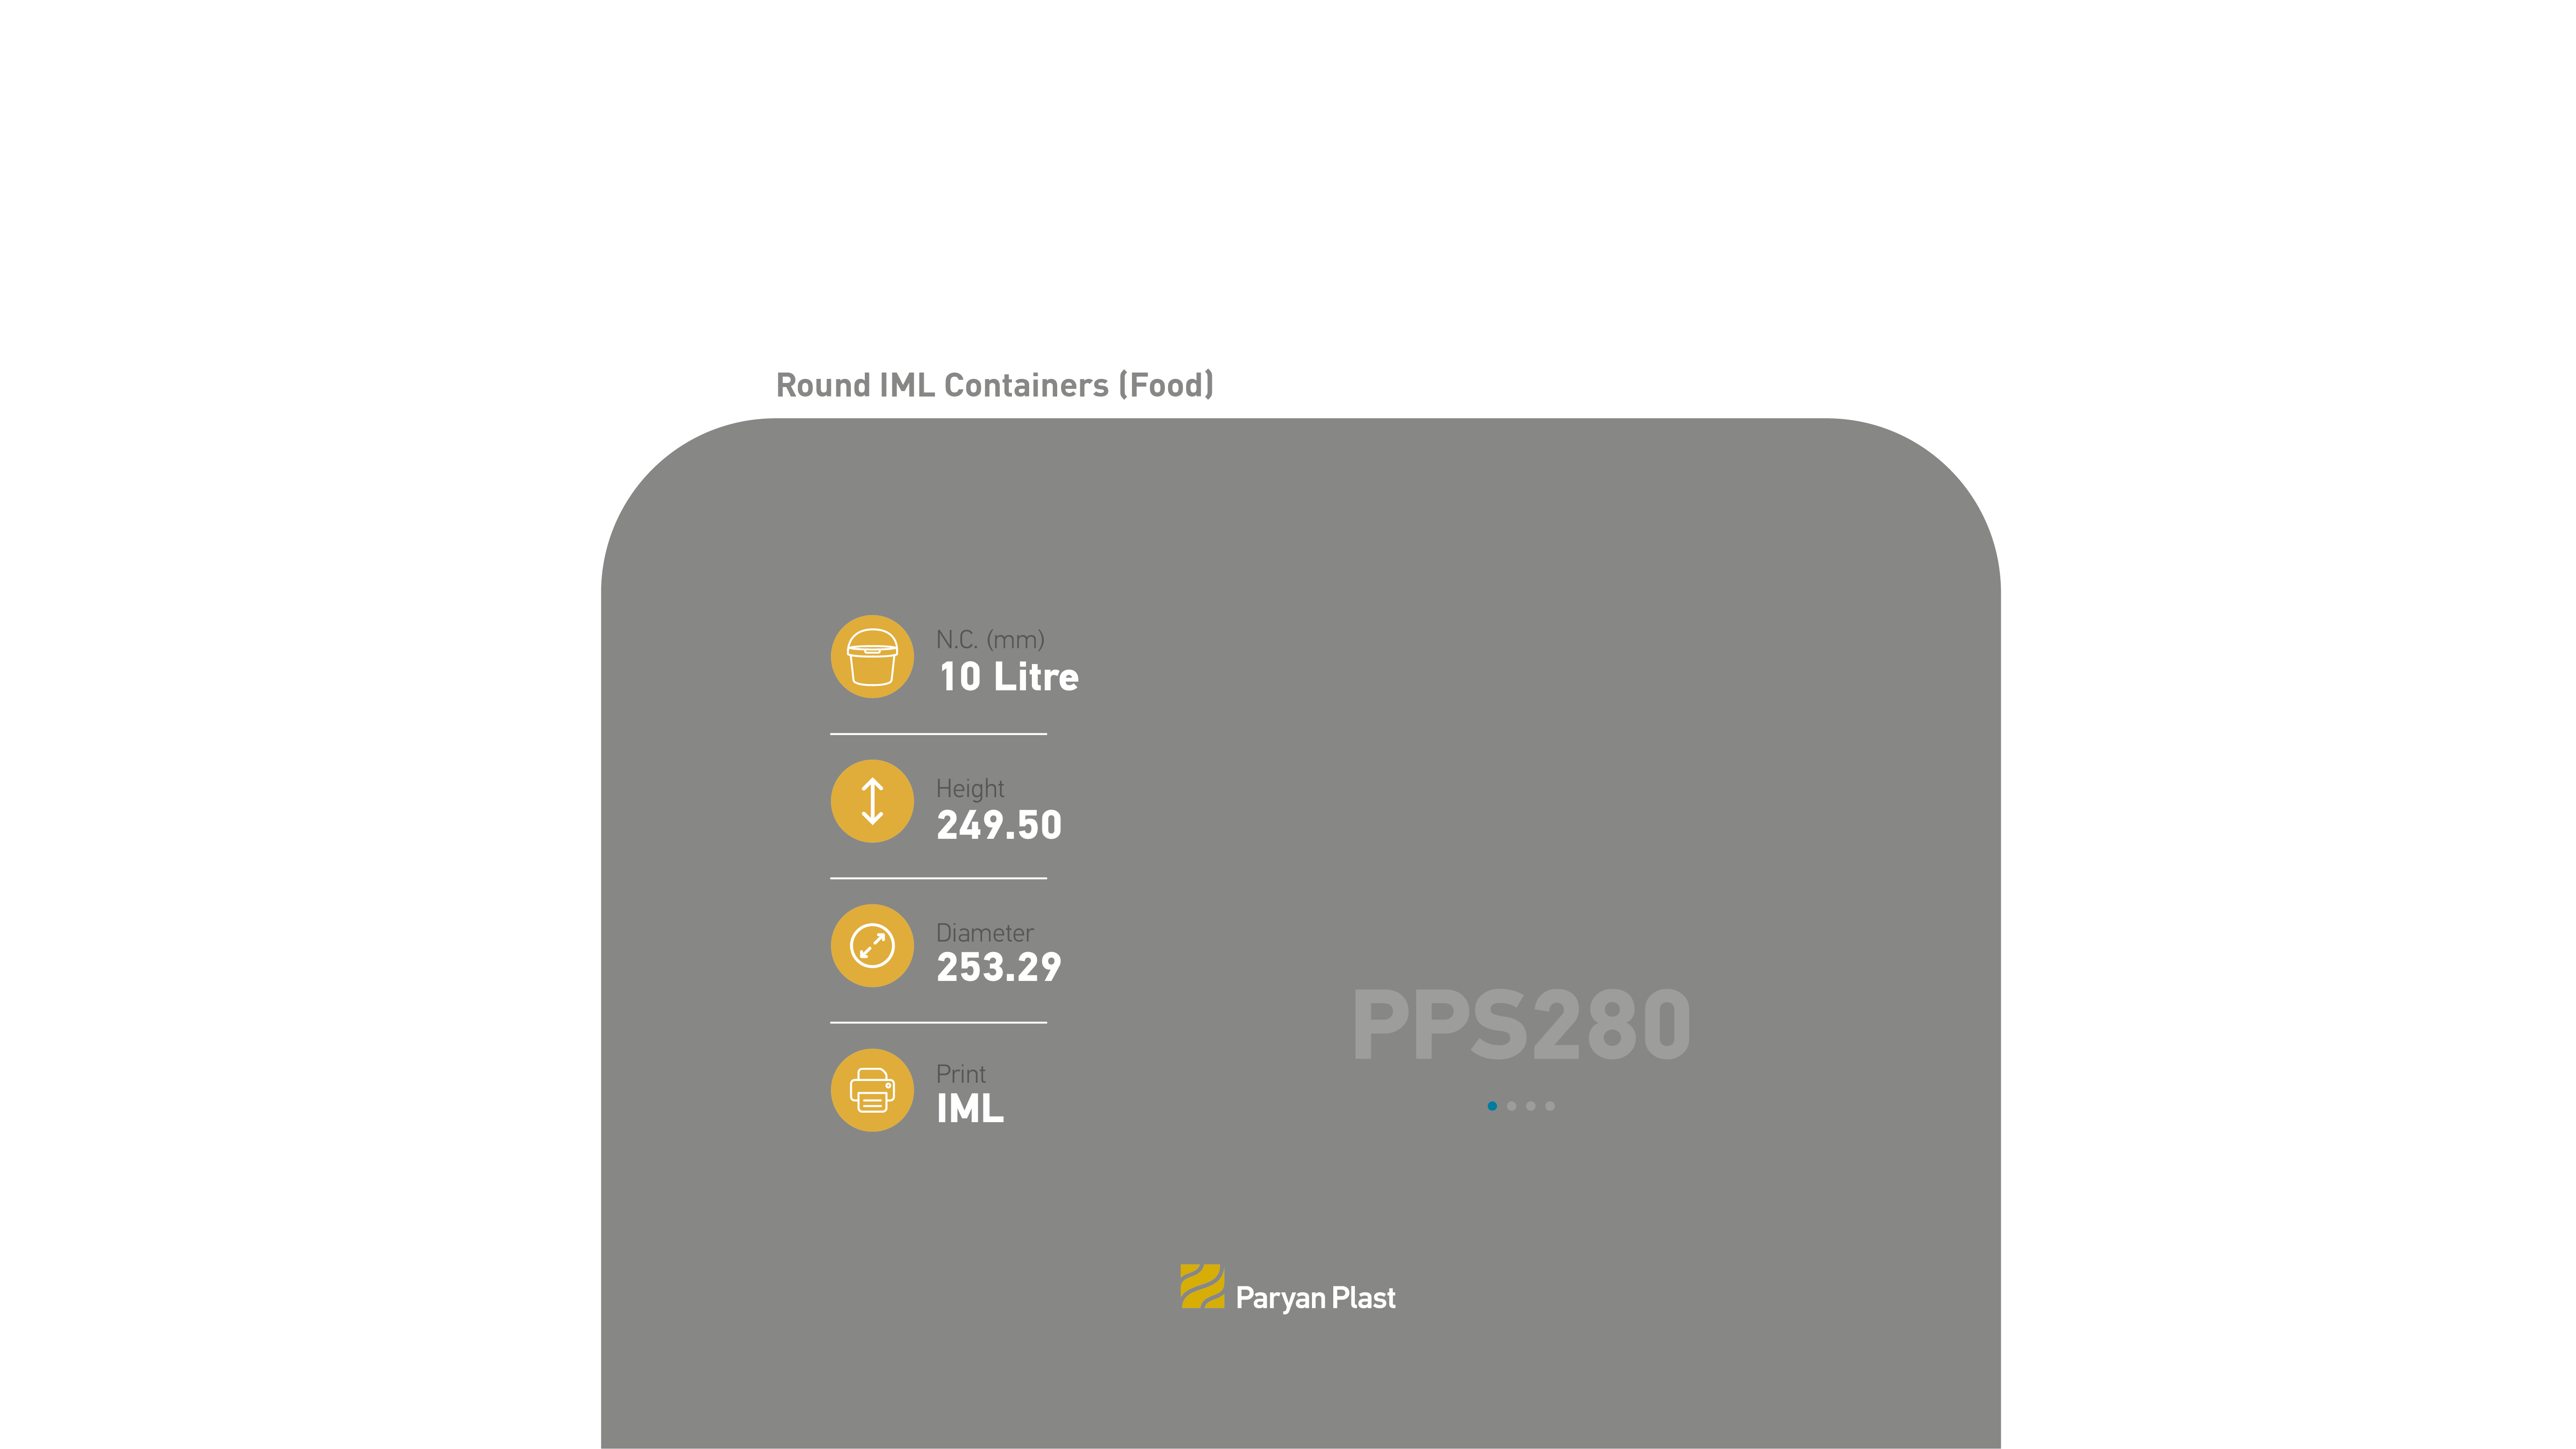 Round IML Containers (Food)
N.C. (mm)
10 Litre
Height
249.50
Diameter
253.29
Print
IML
PPS280
Paryan Plast